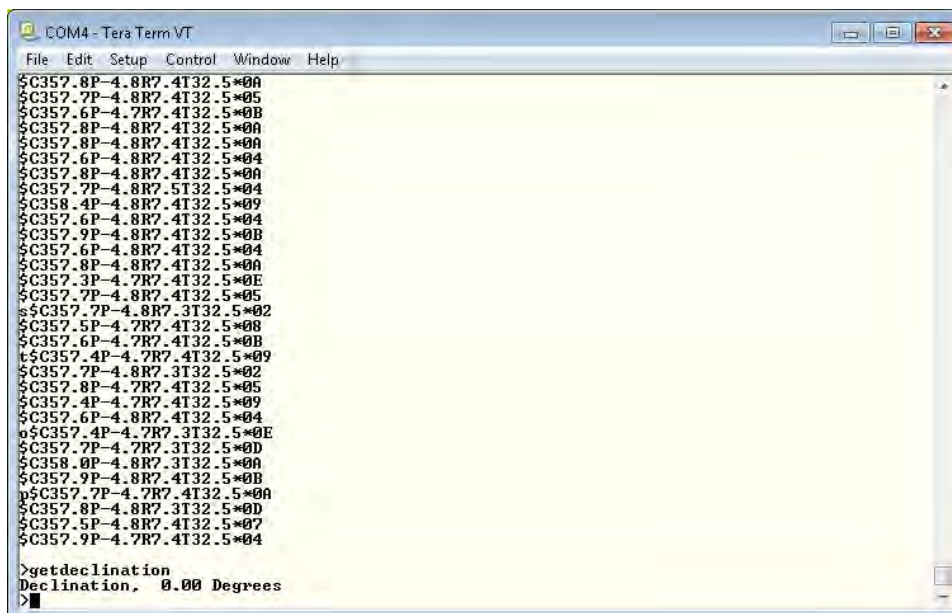 COM4 - Tera Term VT
File Edit Setup Control Window Help
$C357.8P-4.8R7.4T32.5*0A
$C357.7P-4.8R7.4T32.5*05
$C357.6P-4.7R7.4T32.5*0B
$C357.8P-4.8R7.4T32.5*0A
$C357.8P-4.8R7.4T32.5*0A
$C357.6P-4.8R7.4T32.5*04
$C357.8P-4.8R7.4T32.5*0A
$C357.7P-4.8R7.5T32.5*04
$C358.4P-4.8R7.4T32.5*09
$C357.6P-4.8R7.4T32.5*04
$C357.9P-4.8R7.4T32.5*0B
$C357.6P-4.8R7.4T32.5*04
$C357.8P-4.8R7.4T32.5*0A
$C357.3P-4.7R7.4T32.5*0E
$C357.7P-4.8R7.4T32.5*05
s$C357.7P-4.8R7.3T32.5*02
$C357.5P-4.7R7.4T32.5*08
$C357.6P-4.7R7.4T32.5*0B
t$C357.4P-4.7R7.4T32.5*09
$C357.7P-4.8R7.3T32.5*02
$C357.8P-4.7R7.4T32.5*05
$C357.4P-4.7R7.4T32.5*09
$C357.6P-4.8R7.4T32.5*04
o$C357.4P-4.7R7.3T32.5*0E
$C357.7P-4.7R7.3T32.5*0D
$C358.0P-4.8R7.3T32.5*0A
$C357.9P-4.8R7.4T32.5*0B
p$C357.7P-4.7R7.4T32.5*0A
$C357.8P-4.8R7.3T32.5*0D
$C357.5P-4.8R7.4T32.5*07
$C357.9P-4.7R7.4T32.5*04
>getdeclination
Declination, 0.00 Degrees
>